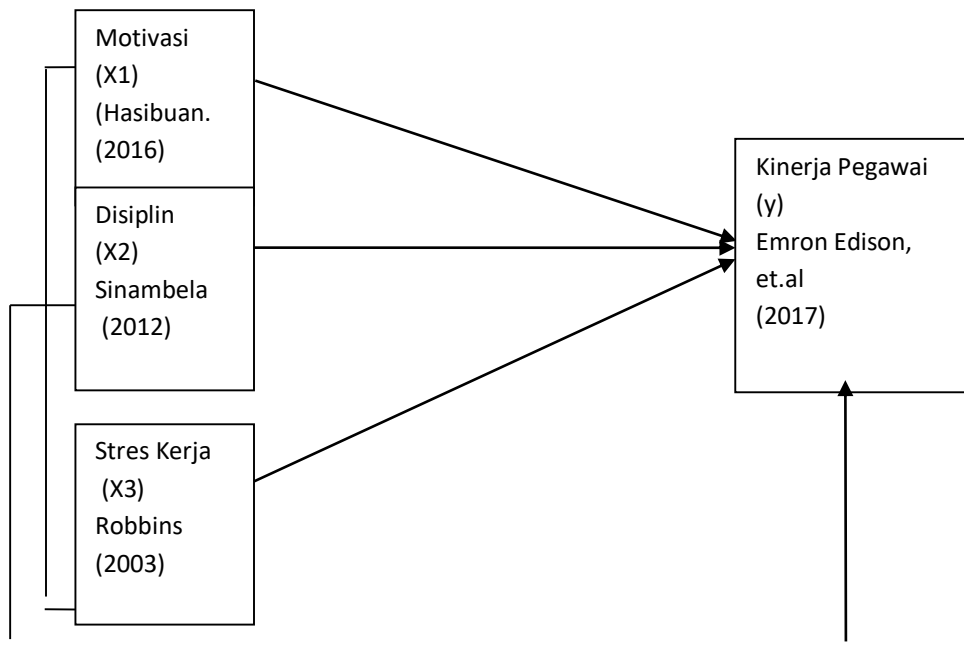 Motivasi
(X1)
(Hasibuan.
(2016)
Disiplin
(X2)
Sinambela
(2012)
Stres Kerja
(X3)
Robbins
(2003)
Kinerja Pegawai
(y)
Emron Edison,
et.al
(2017)